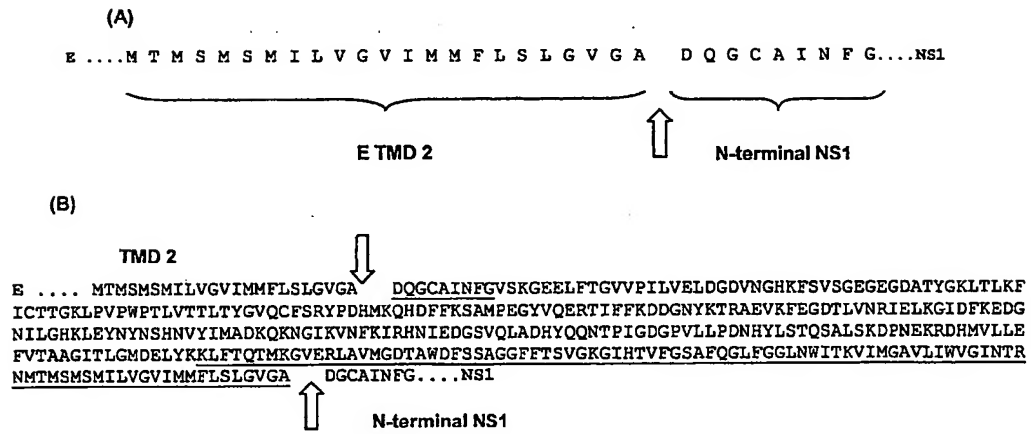 (A)
E ....M T M S M S M I L V G V I M M F L S L G V G A D Q G C A I N F G....NS1
E TMD 2 N-terminal NS1
(B)
TMD 2
E .... MTMSMSMILVGVIMMFLSLGVGA DQGCAINFGVSKGEELFTGVVPILVELDGDVNGHKFSVSGEGEGDATYGKLTLKF
ICTTGKLPVPWPTLVTTLTYGVQCFSRYPDHMKQHDFFKSAMPEGYVQERTIFFKDDGNYKTRAEVKFEGDTLVNRIELKGIDFKEDG
NILGHKLEYNYNSHNVYIMADKQKNGIKVNFKIRHNIEDGSVQLADHYQQNTPIGDGPVLLPDNHYLSTQSALSKDPNEKRDHMVLLE
FVTAAGITLGMDELYKKLFTQTMKGVERLAVMGDTAWDFSSAGGFFTSVGKGIHTVFGSAFQGLFGGLNWITKVIMGAVLIWVGINTR
NMTMSMSMILVGVIMMFLSLGVGA DGCAINFG....NS1
N-terminal NS1